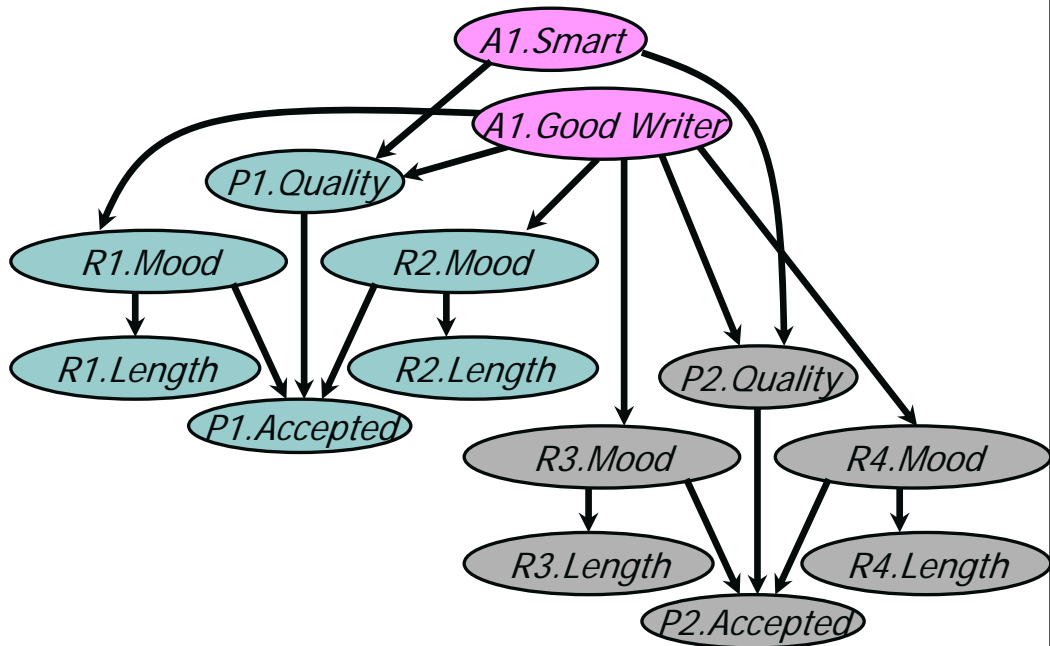 A1.Smart
A1.Good Writer
P1.Quality
R1.Mood
R2.Mood
R1.Length
R2.Length
P2.Quality
P1.Accepted
R3.Mood
R4.Mood
R3.Length
R4.Length
P2.Accepted